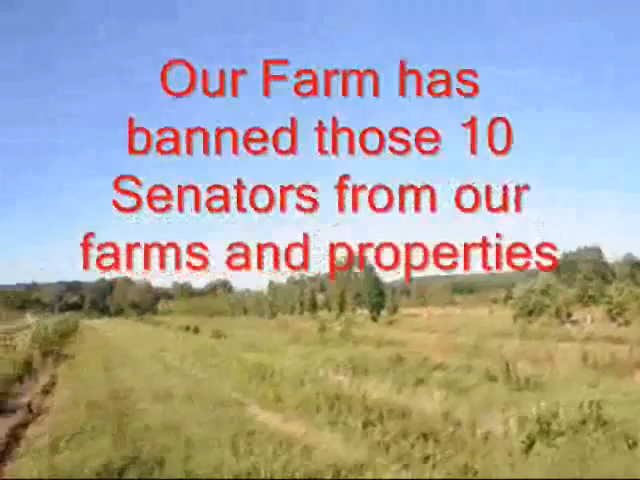 Our Farm has
banned those 10
Senators from our
farms and properties